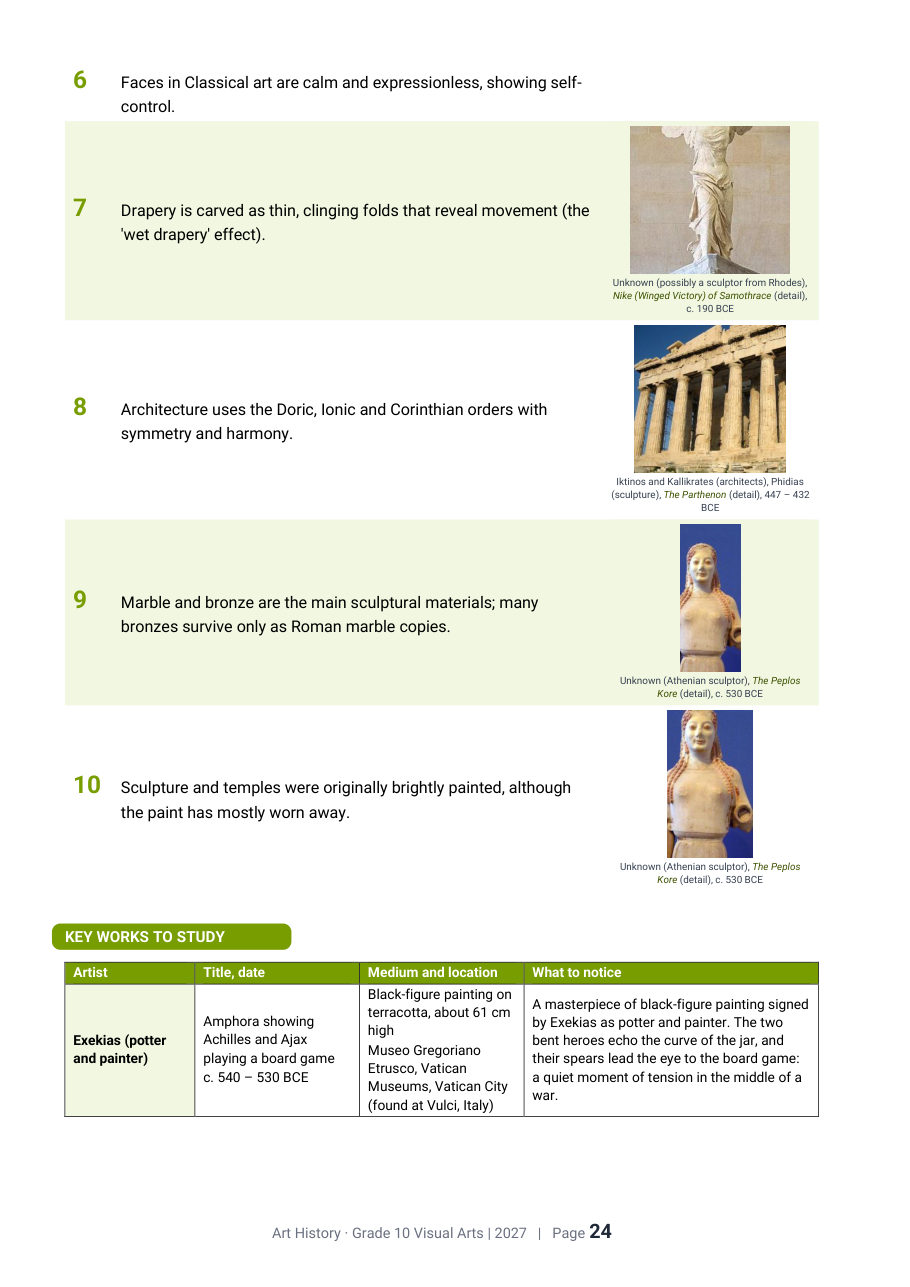 6
Faces in Classical art are calm and expressionless, showing self-
control.
7
Drapery is carved as thin, clinging folds that reveal movement (the
'wet drapery' effect).
Unknown (possibly a sculptor from Rhodes),
Nike (Winged Victory) of Samothrace (detail),
c. 190 BCE
8
Architecture uses the Doric, Ionic and Corinthian orders with
symmetry and harmony.
Iktinos and Kallikrates (architects), Phidias
(sculpture), The Parthenon (detail), 447 – 432
BCE
9
Marble and bronze are the main sculptural materials; many
bronzes survive only as Roman marble copies.
Unknown (Athenian sculptor), The Peplos
Kore (detail), c. 530 BCE
10
Sculpture and temples were originally brightly painted, although
the paint has mostly worn away.
Unknown (Athenian sculptor), The Peplos
Kore (detail), c. 530 BCE
KEY WORKS TO STUDY
Artist
Title, date
Medium and location
What to notice
Exekias (potter
and painter)
Amphora showing
Achilles and Ajax
playing a board game
c. 540 – 530 BCE
Black-figure painting on
terracotta, about 61 cm
high
Museo Gregoriano
Etrusco, Vatican
Museums, Vatican City
(found at Vulci, Italy)
A masterpiece of black-figure painting signed
by Exekias as potter and painter. The two
bent heroes echo the curve of the jar, and
their spears lead the eye to the board game:
a quiet moment of tension in the middle of a
war.
Art History · Grade 10 Visual Arts | 2027 | Page 24